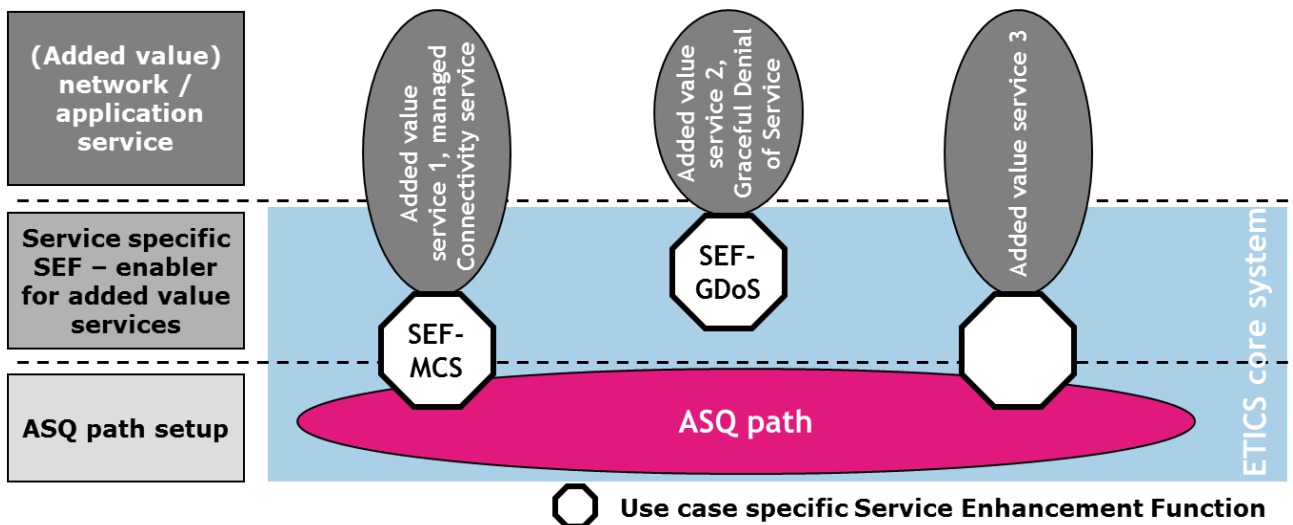 (Added value)
network /
application
service
Added value
service 1, managed
Connectivity service
Added value
service 2,
Graceful Denial
of Service
Added value service 3
Service specific
SEF – enabler
for added value
services
SEF-
MCS
SEF-
GDoS
ETICS core system
ASQ path setup
ASQ path
Use case specific Service Enhancement Function